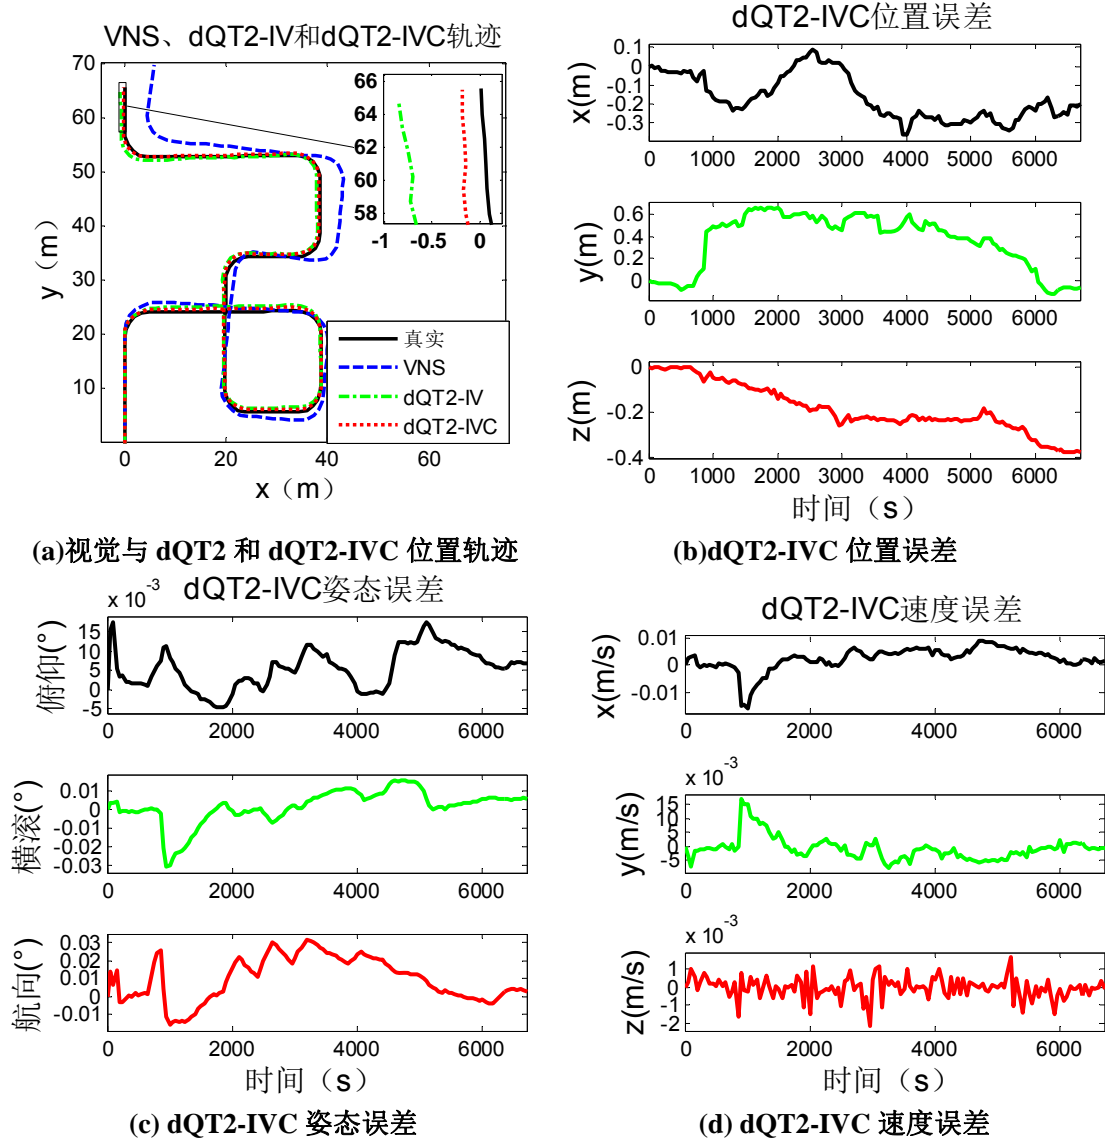 VNS、dQT2-IV和dQT2-IVC轨迹
70
60
50
40
30
20
10
y（m）
0 20 40 60
x（m）
66
64
62
60
58
-1 -0.5 0
真实
VNS
dQT2-IV
dQT2-IVC
(a)视觉与 dQT2 和 dQT2-IVC 位置轨迹
dQT2-IVC位置误差
x(m)
0.1
0
-0.1
-0.2
-0.3
0 1000 2000 3000 4000 5000 6000
y(m)
0.6
0.4
0.2
0
0 1000 2000 3000 4000 5000 6000
z(m)
0
-0.2
-0.4
0 1000 2000 3000 4000 5000 6000
时间（s）
(b)dQT2-IVC 位置误差
dQT2-IVC姿态误差
x 10-3
俯仰(°)
15
10
5
0
-5
0 2000 4000 6000
横滚(°)
0.01
0
-0.01
-0.02
-0.03
0 2000 4000 6000
航向(°)
0.03
0.02
0.01
0
-0.01
0 2000 4000 6000
时间（s）
(c) dQT2-IVC 姿态误差
dQT2-IVC速度误差
x(m/s)
0.01
0
-0.01
0 2000 4000 6000
x 10-3
y(m/s)
15
10
5
0
-5
0 2000 4000 6000
x 10-3
z(m/s)
1
0
-1
-2
0 2000 4000 6000
时间（s）
(d) dQT2-IVC 速度误差